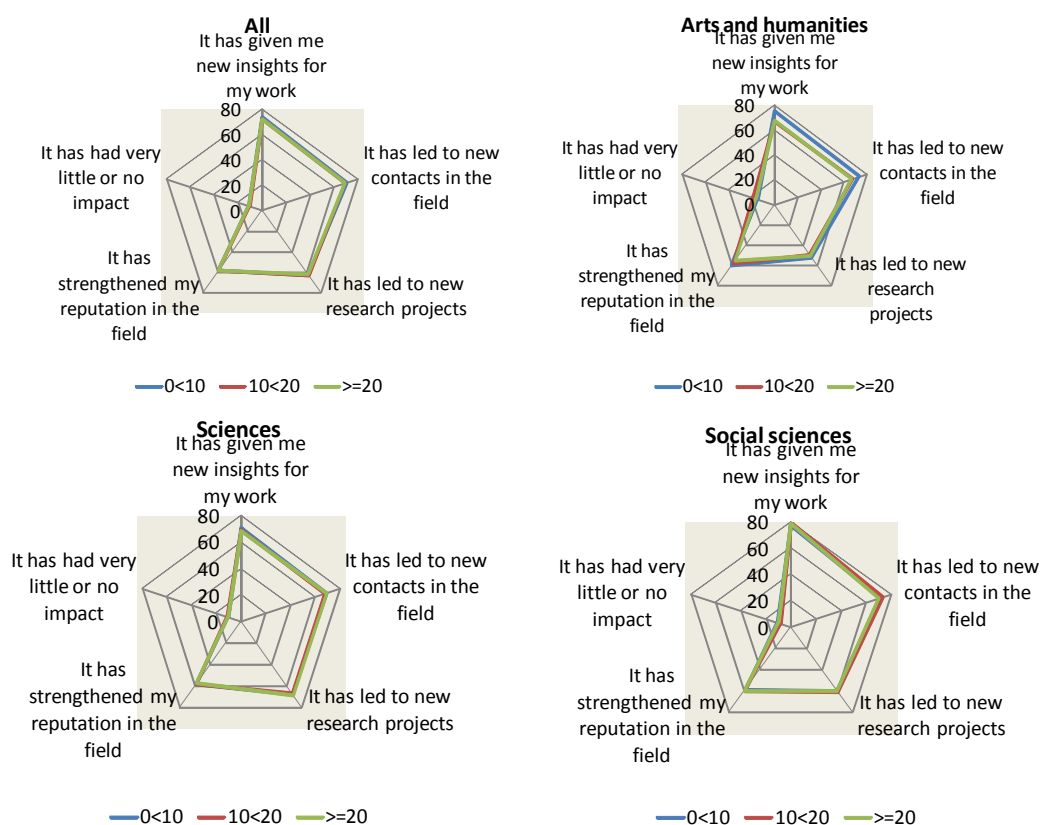 All
It has given me
new insights for
my work
80
60
40
20
0
It has led to new
contacts in the
field
It has led to new
research projects
It has
strengthened my
reputation in the
field
It has had very
little or no
impact
0<10 10<20 >=20
Arts and humanities
It has given me
new insights for
my work
80
60
40
20
0
It has led to new
contacts in the
field
It has led to new
research
projects
It has
strengthened my
reputation in the
field
It has had very
little or no
impact
0<10 10<20 >=20
Sciences
It has given me
new insights for
my work
80
60
40
20
0
It has led to new
contacts in the
field
It has led to new
research projects
It has
strengthened my
reputation in the
field
It has had very
little or no
impact
0<10 10<20 >=20
Social sciences
It has given me
new insights for
my work
80
60
40
20
0
It has led to new
contacts in the
field
It has led to new
research projects
It has
strengthened my
reputation in the
field
It has had very
little or no
impact
0<10 10<20 >=20